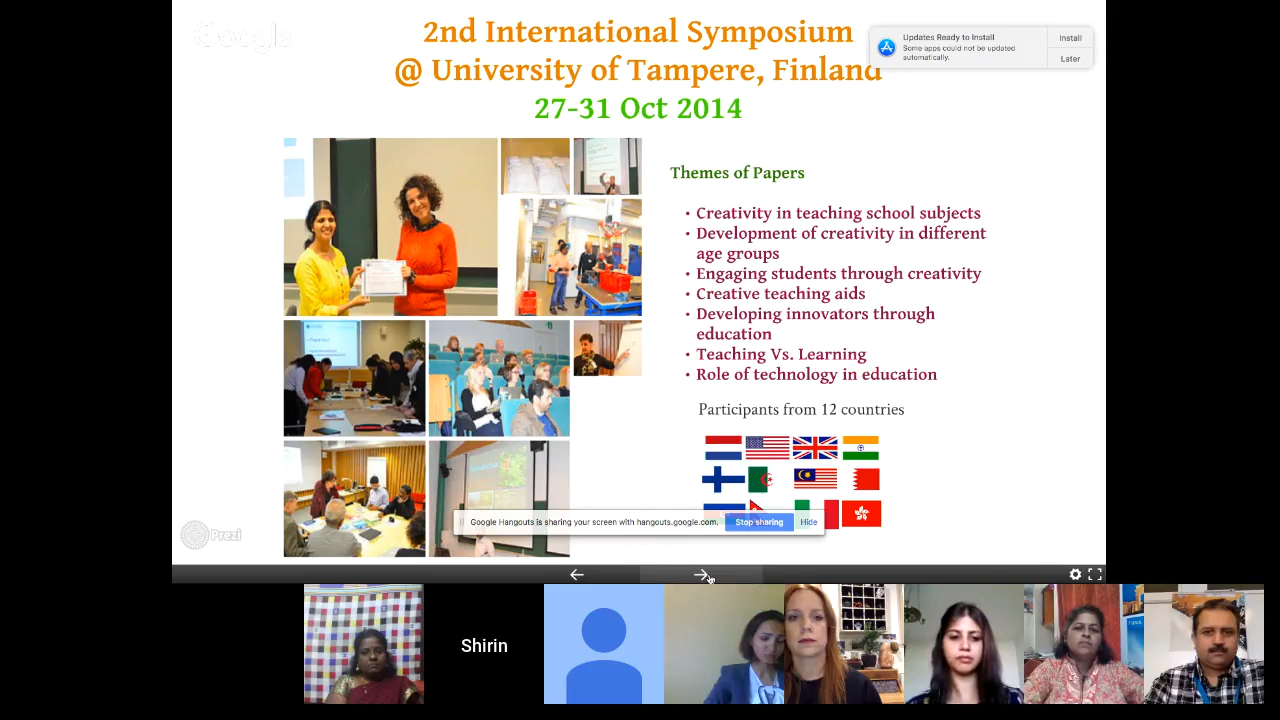 Google
2nd International Symposium
@ University of Tampere, Finland
27-31 Oct 2014
Updates Ready to Install
Some apps could not be updated
automatically.
Install
Later
Themes of Papers
• Creativity in teaching school subjects
• Development of creativity in different
age groups
• Engaging students through creativity
• Creative teaching aids
• Developing innovators through
education
• Teaching Vs. Learning
• Role of technology in education
Participants from 12 countries
Google Hangouts is sharing your screen with hangouts.google.com.
Stop sharing
Hide
Prezi
Shirin